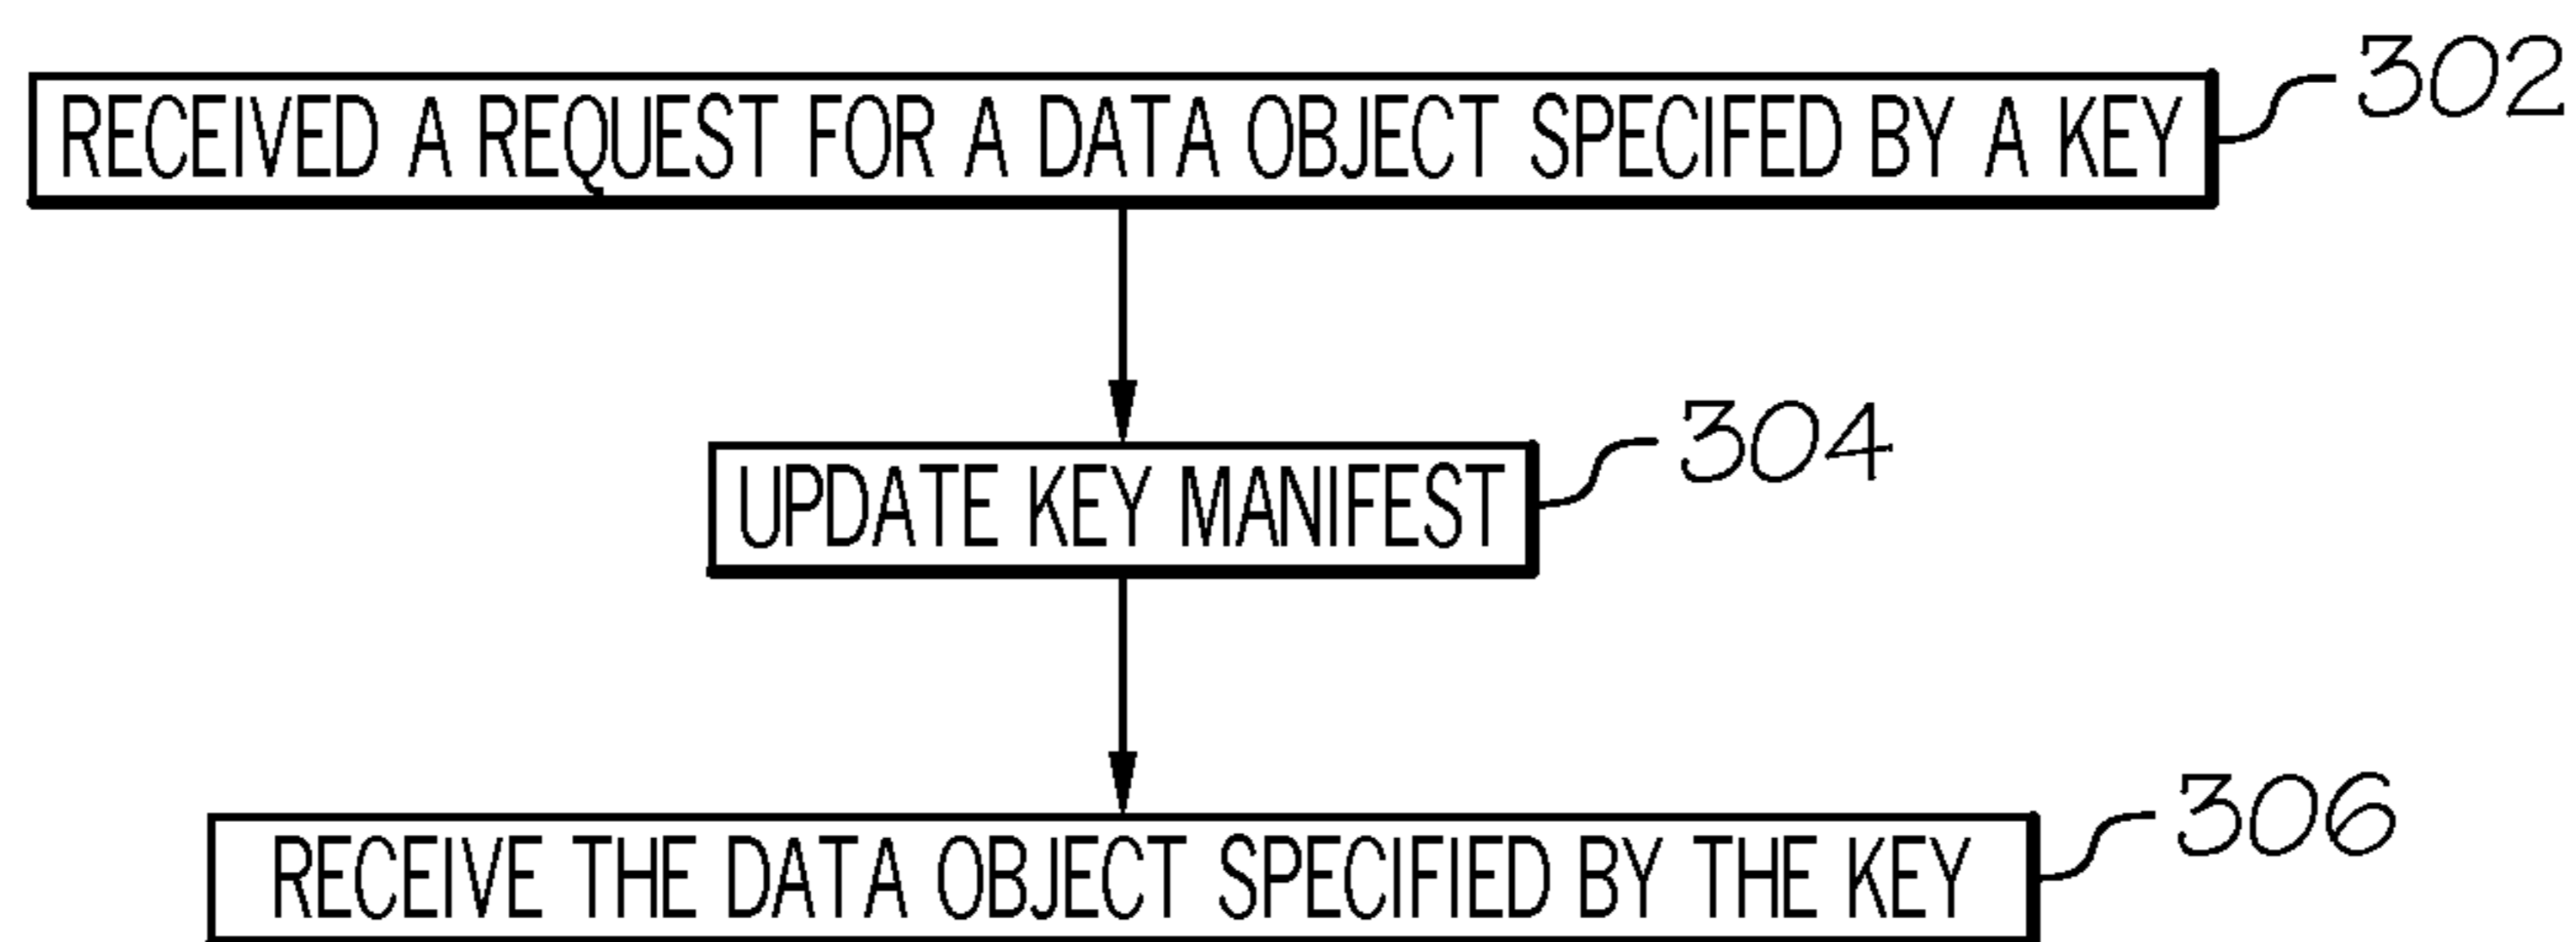 RECEIVED A REQUEST FOR A DATA OBJECT SPECIFED BY A KEY
302
UPDATE KEY MANIFEST
304
RECEIVE THE DATA OBJECT SPECIFIED BY THE KEY
306